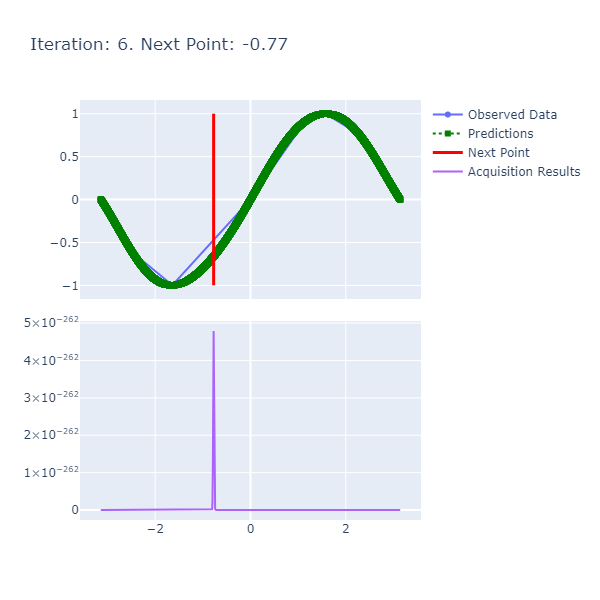 Iteration: 6. Next Point: -0.77
Observed Data
Predictions
Next Point
Acquisition Results
1
0.5
0
−0.5
−1
5×10⁻²⁶²
4×10⁻²⁶²
3×10⁻²⁶²
2×10⁻²⁶²
1×10⁻²⁶²
0
−2
0
2